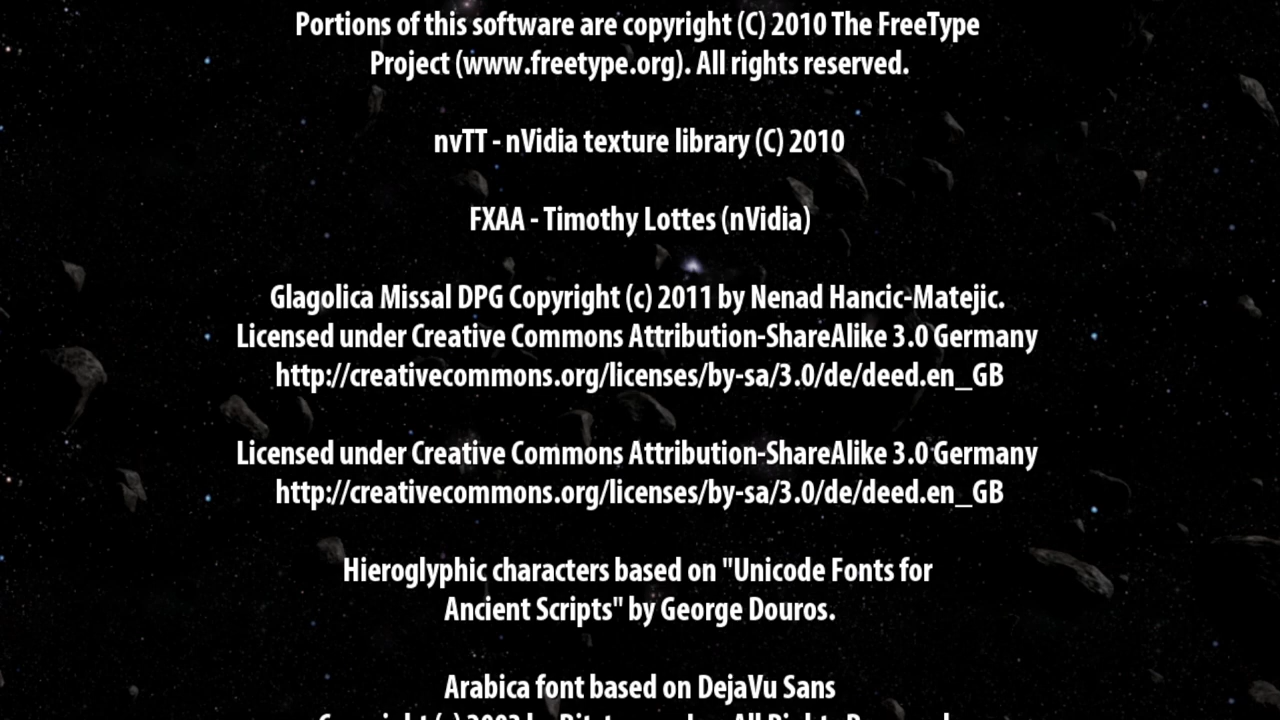 Portions of this software are copyright (C) 2010 The FreeType
Project (www.freetype.org). All rights reserved.
nvTT - nVidia texture library (C) 2010
FXAA - Timothy Lottes (nVidia)
Glagolica Missal DPG Copyright (c) 2011 by Nenad Hancic-Matejic.
Licensed under Creative Commons Attribution-ShareAlike 3.0 Germany
http://creativecommons.org/licenses/by-sa/3.0/de/deed.en_GB
Licensed under Creative Commons Attribution-ShareAlike 3.0 Germany
http://creativecommons.org/licenses/by-sa/3.0/de/deed.en_GB
Hieroglyphic characters based on "Unicode Fonts for
Ancient Scripts" by George Douros.
Arabica font based on DejaVu Sans
Copyright (c) 2003 by